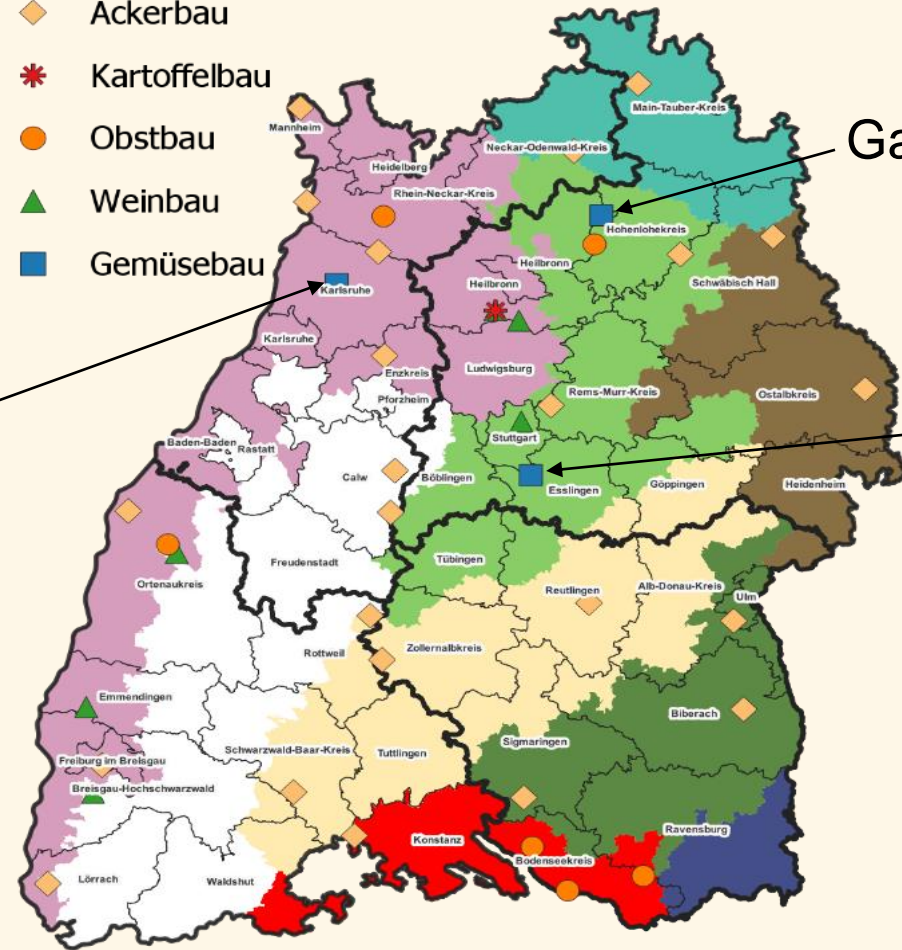 Ackerbau
Kartoffelbau
Obstbau
Weinbau
Gemüsebau
Ga
Main-Tauber-Kreis
Mannheim
Neckar-Odenwald-Kreis
Heidelberg
Rhein-Neckar-Kreis
Hohenlohekreis
Heilbronn
Heilbronn
Schwäbisch Hall
Karlsruhe
Karlsruhe
Ludwigsburg
Enzkreis
Pforzheim
Rems-Murr-Kreis
Ostalbkreis
Stuttgart
Baden-Baden
Rastatt
Calw
Böblingen
Esslingen
Göppingen
Heidenheim
Freudenstadt
Tübingen
Ortenaukreis
Reutlingen
Alb-Donau-Kreis
Ulm
Rottweil
Zollernalbkreis
Emmendingen
Biberach
Schwarzwald-Baar-Kreis
Tuttlingen
Sigmaringen
Freiburg im Breisgau
Breisgau-Hochschwarzwald
Konstanz
Ravensburg
Bodenseekreis
Lörrach
Waldshut